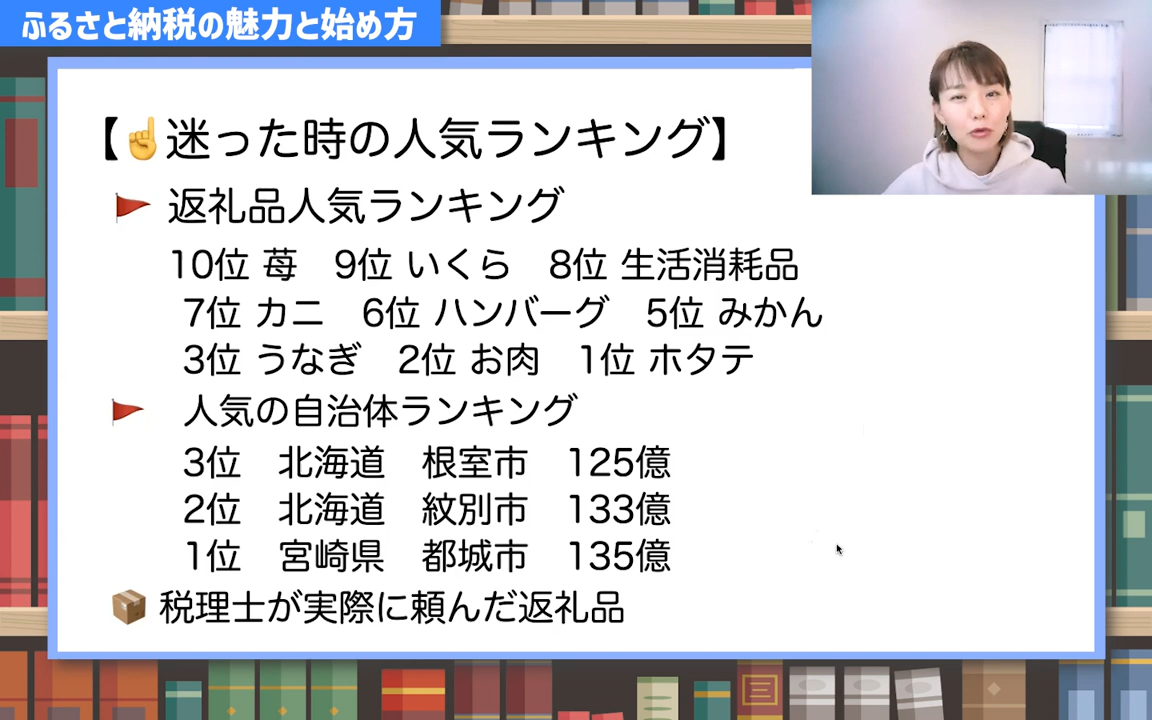 ふるさと納税の魅力と始め方
【☝️迷った時の人気ランキング】
🚩 返礼品人気ランキング
10位 苺　9位 いくら　8位 生活消耗品
7位 カニ　6位 ハンバーグ　5位 みかん
3位 うなぎ　2位 お肉　1位 ホタテ
🚩 人気の自治体ランキング
3位　北海道　根室市　125億
2位　北海道　紋別市　133億
1位　宮崎県　都城市　135億
📦 税理士が実際に頼んだ返礼品